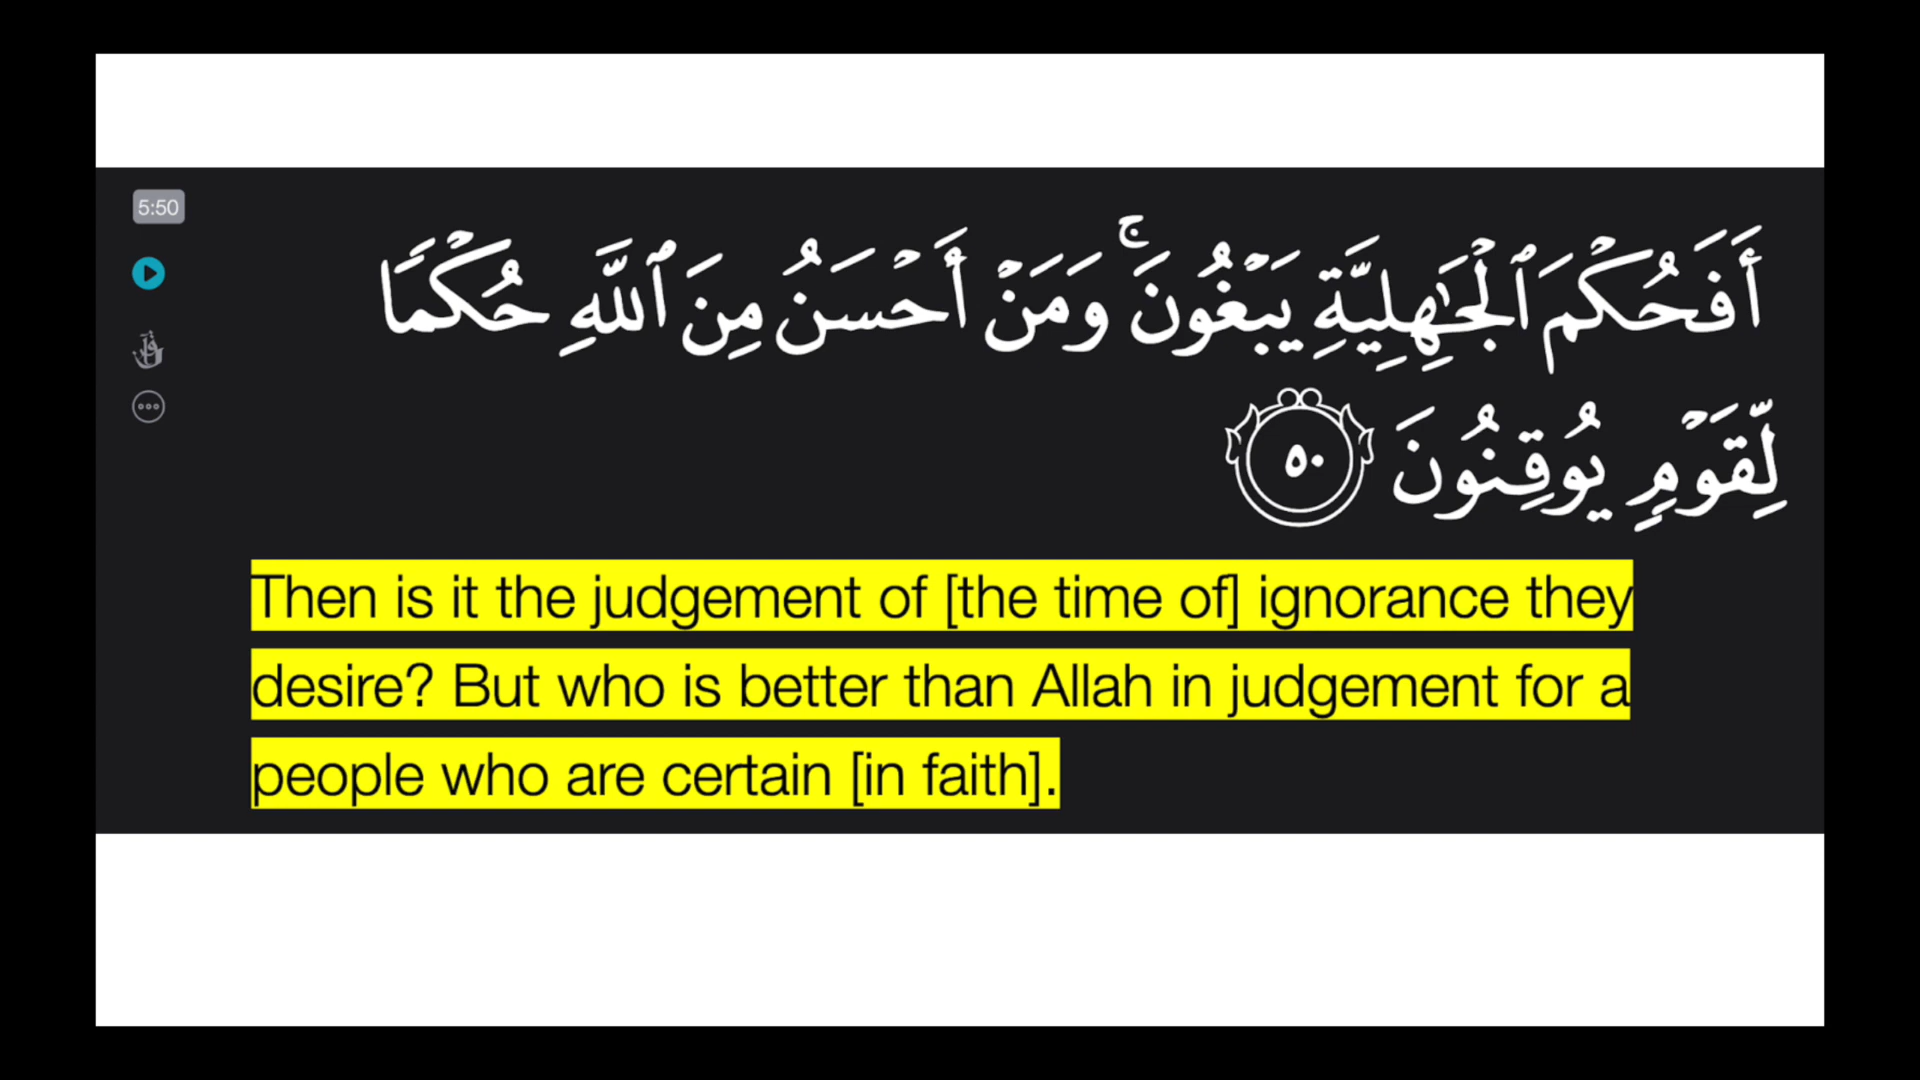 5:50
أَفَحُكْمَ ٱلْجَـٰهِلِيَّةِ يَبْغُونَ ۚ وَمَنْ أَحْسَنُ مِنَ ٱللَّهِ حُكْمًا
لِّقَوْمٍ يُوقِنُونَ ٥٠
Then is it the judgement of [the time of] ignorance they
desire? But who is better than Allah in judgement for a
people who are certain [in faith].